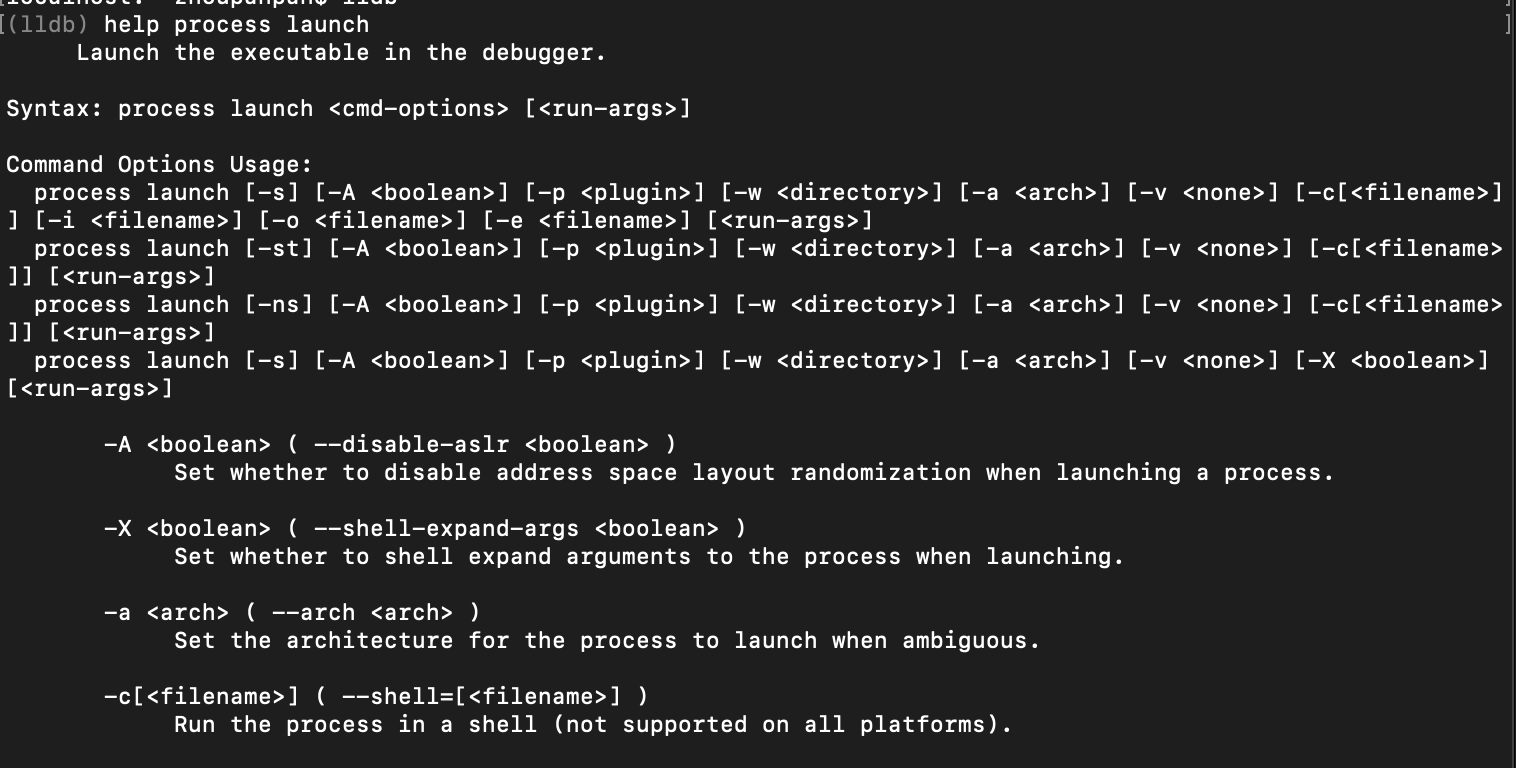 [(lldb) help process launch ]
     Launch the executable in the debugger.

Syntax: process launch <cmd-options> [<run-args>]

Command Options Usage:
  process launch [-s] [-A <boolean>] [-p <plugin>] [-w <directory>] [-a <arch>] [-v <none>] [-c[<filename>]
] [-i <filename>] [-o <filename>] [-e <filename>] [<run-args>]
  process launch [-st] [-A <boolean>] [-p <plugin>] [-w <directory>] [-a <arch>] [-v <none>] [-c[<filename>
]] [<run-args>]
  process launch [-ns] [-A <boolean>] [-p <plugin>] [-w <directory>] [-a <arch>] [-v <none>] [-c[<filename>
]] [<run-args>]
  process launch [-s] [-A <boolean>] [-p <plugin>] [-w <directory>] [-a <arch>] [-v <none>] [-X <boolean>]
[<run-args>]

       -A <boolean> ( --disable-aslr <boolean> )
            Set whether to disable address space layout randomization when launching a process.

       -X <boolean> ( --shell-expand-args <boolean> )
            Set whether to shell expand arguments to the process when launching.

       -a <arch> ( --arch <arch> )
            Set the architecture for the process to launch when ambiguous.

       -c[<filename>] ( --shell=[<filename>] )
            Run the process in a shell (not supported on all platforms).